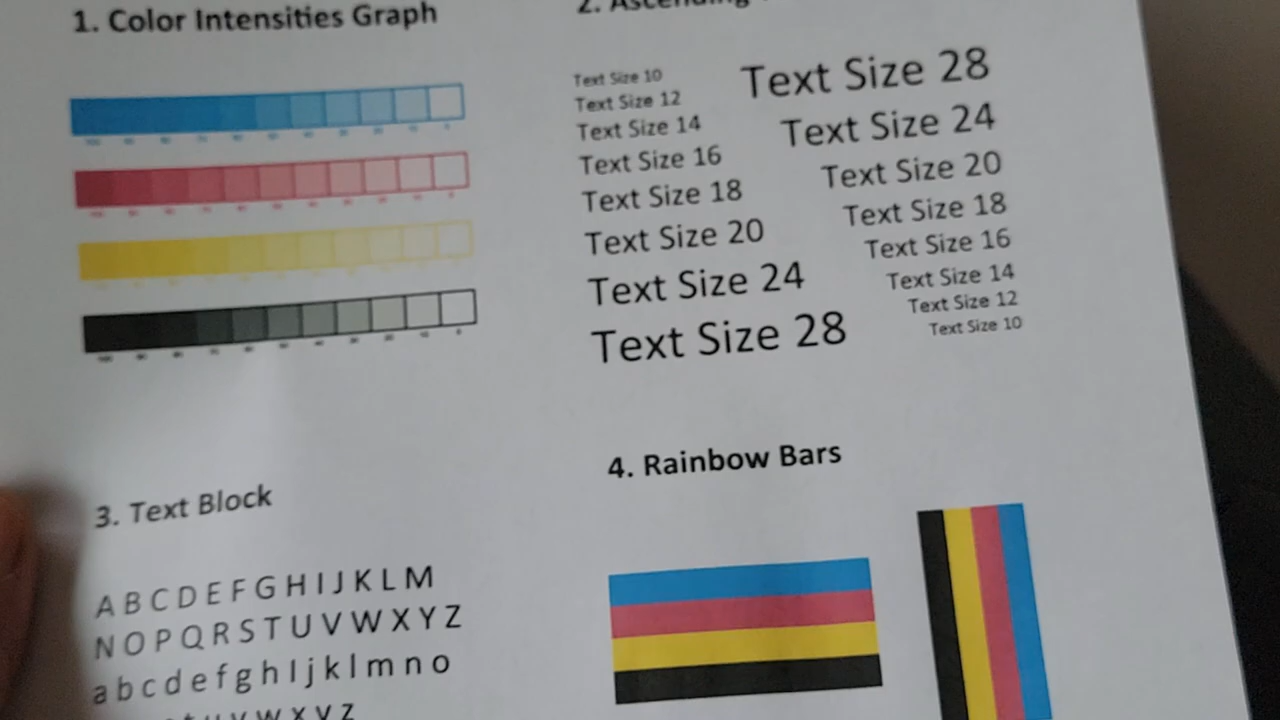 1. Color Intensities Graph
2. Ascending
Text Size 10
Text Size 12
Text Size 14
Text Size 16
Text Size 18
Text Size 20
Text Size 24
Text Size 28
Text Size 28
Text Size 24
Text Size 20
Text Size 18
Text Size 16
Text Size 14
Text Size 12
Text Size 10
3. Text Block
A B C D E F G H I J K L M
N O P Q R S T U V W X Y Z
a b c d e f g h I j k l m n o
t u v w x y z
4. Rainbow Bars